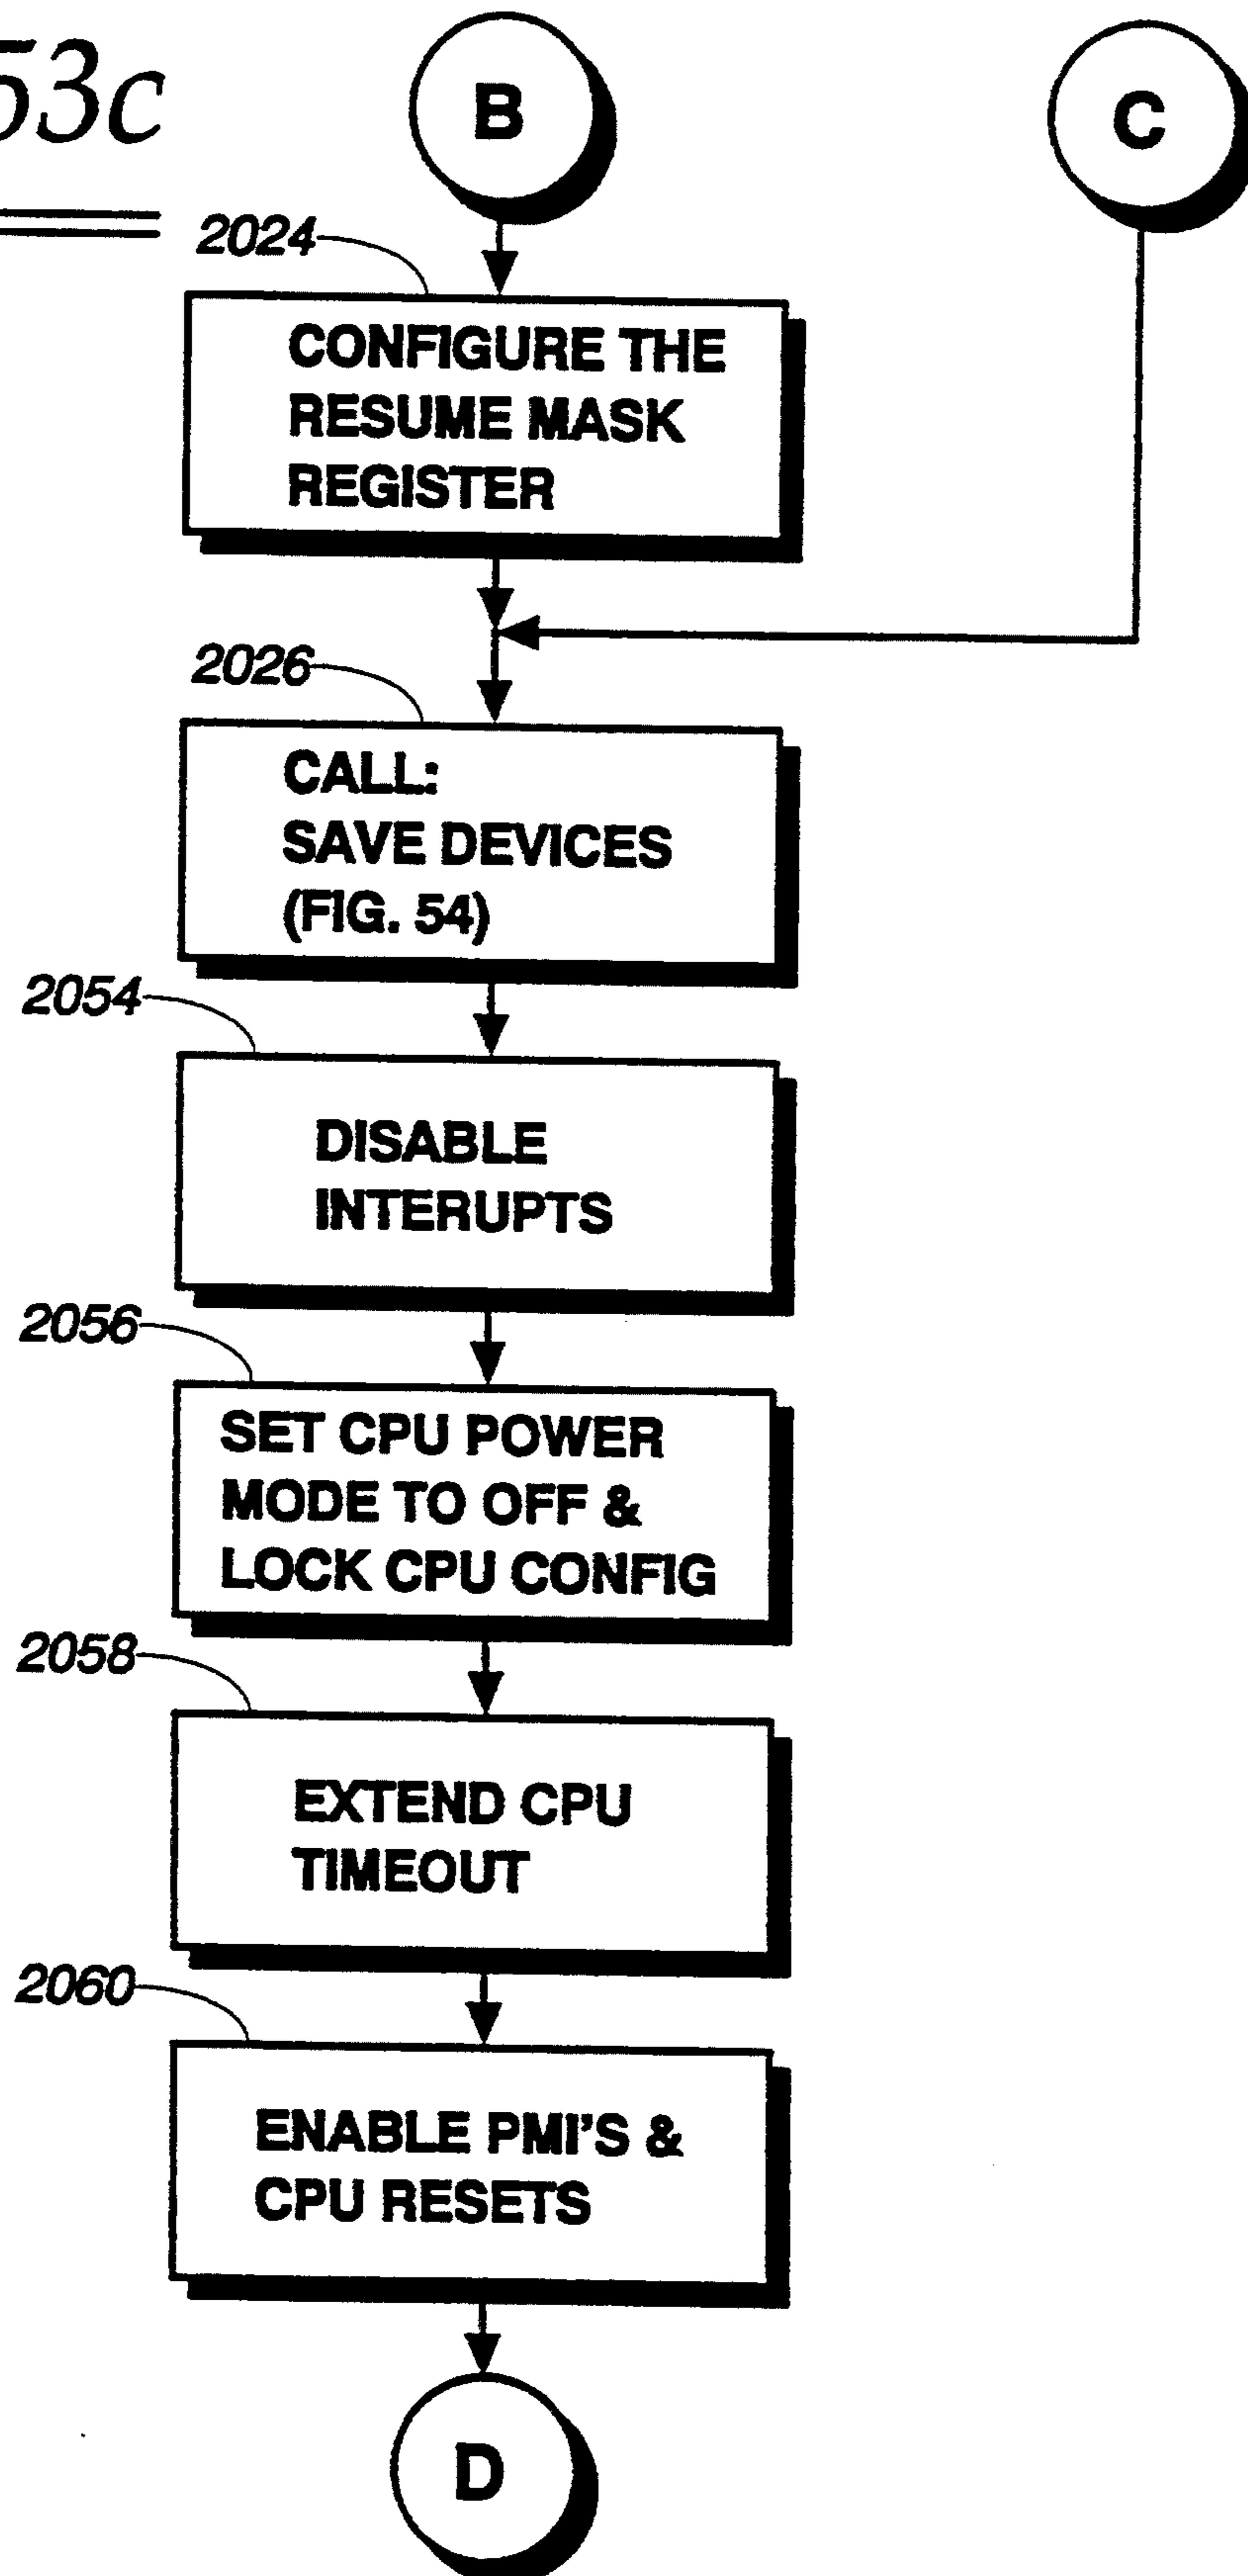 53c
B
C
2024
CONFIGURE THE
RESUME MASK
REGISTER
2026
CALL:
SAVE DEVICES
(FIG. 54)
2054
DISABLE
INTERUPTS
2056
SET CPU POWER
MODE TO OFF &
LOCK CPU CONFIG
2058
EXTEND CPU
TIMEOUT
2060
ENABLE PMI'S &
CPU RESETS
D